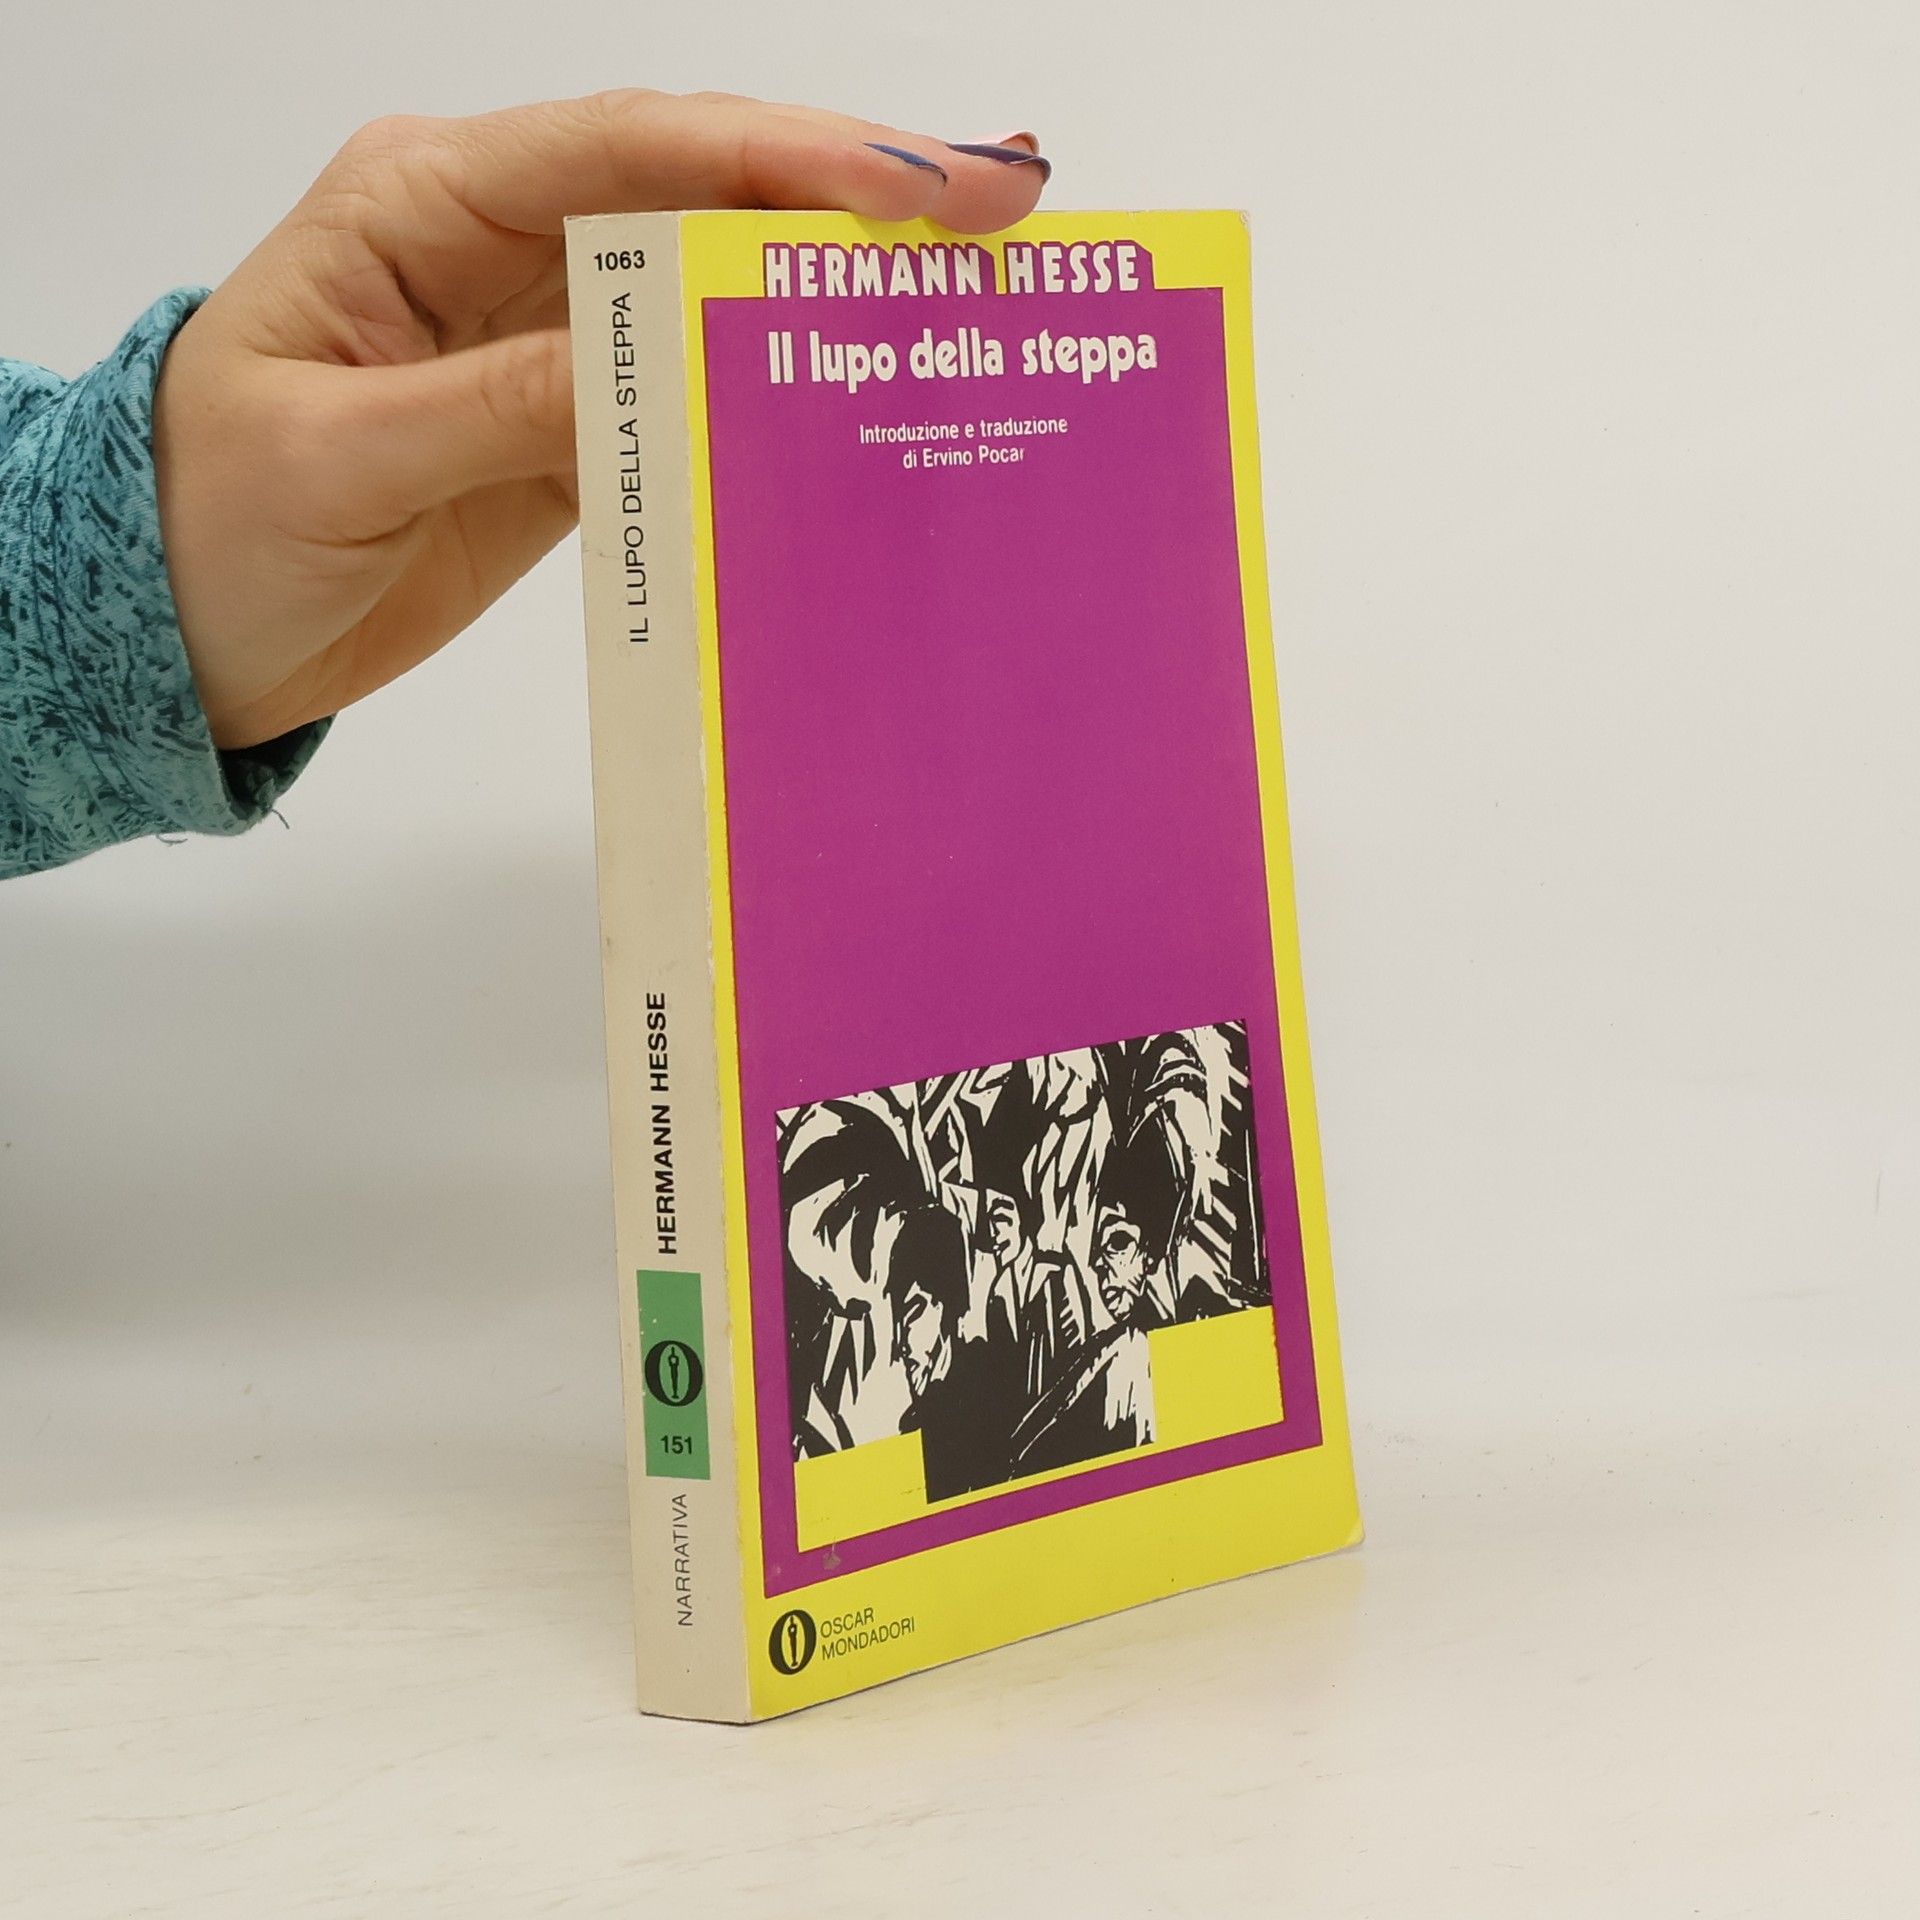 1063
IL LUPO DELLA STEPPA
HERMANN HESSE
151
NARRATIVA
HERMANN HESSE
Il lupo della steppa
Introduzione e traduzione
di Ervino Pocar
OSCAR
MONDADORI